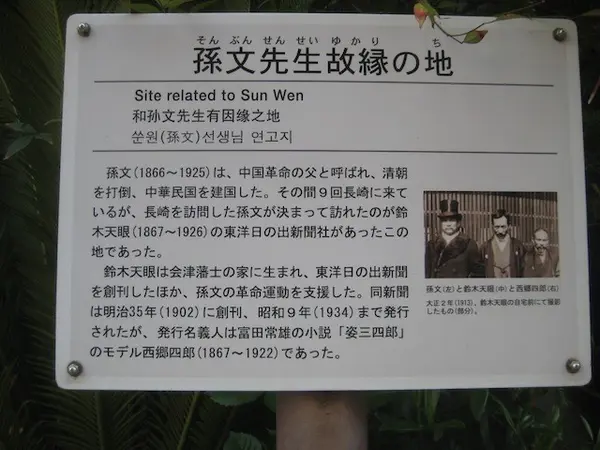 そん ぶん せん せい ゆかり ち
孫文先生故縁の地
Site related to Sun Wen
和孙文先生有因缘之地
쑨원(孫文)선생님 연고지
孫文(1866〜1925)は、中国革命の父と呼ばれ、清朝
を打倒、中華民国を建国した。その間9回長崎に来て
いるが、長崎を訪問した孫文が決まって訪れたのが鈴
木天眼(1867〜1926)の東洋日の出新聞社があったこの
地であった。
鈴木天眼は会津藩士の家に生まれ、東洋日の出新聞
を創刊したほか、孫文の革命運動を支援した。同新聞
は明治35年(1902)に創刊、昭和9年(1934)まで発行
されたが、発行名義人は富田常雄の小説「姿三四郎」
のモデル西郷四郎(1867〜1922)であった。
孫文(左)と鈴木天眼(中)と西郷四郎(右)
大正2年(1913)、鈴木天眼の自宅前にて撮影
したもの(部分)。